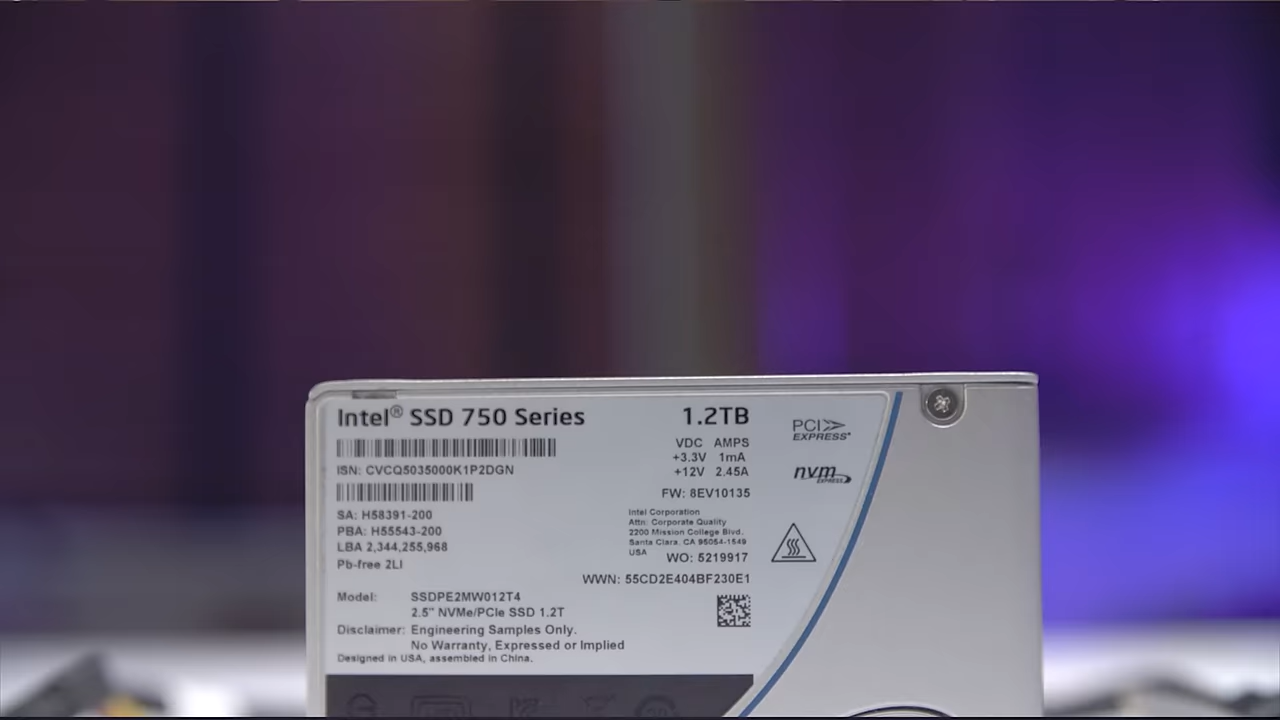 Intel® SSD 750 Series
1.2TB
ISN: CVCQ5035000K1P2DGN
SA: H58391-200
PBA: H55543-200
LBA 2,344,255,968
Pb-free 2LI
VDC AMPS
+3.3V 1mA
+12V 2.45A
FW: 8EV10135
Intel Corporation
Attn: Corporate Quality
2200 Mission College Blvd.
Santa Clara, CA 95054-1549
USA
WO: 5219917
WWN: 55CD2E404BF230E1
PCI EXPRESS®
nvm EXPRESS
Model: SSDPE2MW012T4
2.5" NVMe/PCIe SSD 1.2T
Disclaimer: Engineering Samples Only.
No Warranty, Expressed or Implied
Designed in USA, assembled in China.